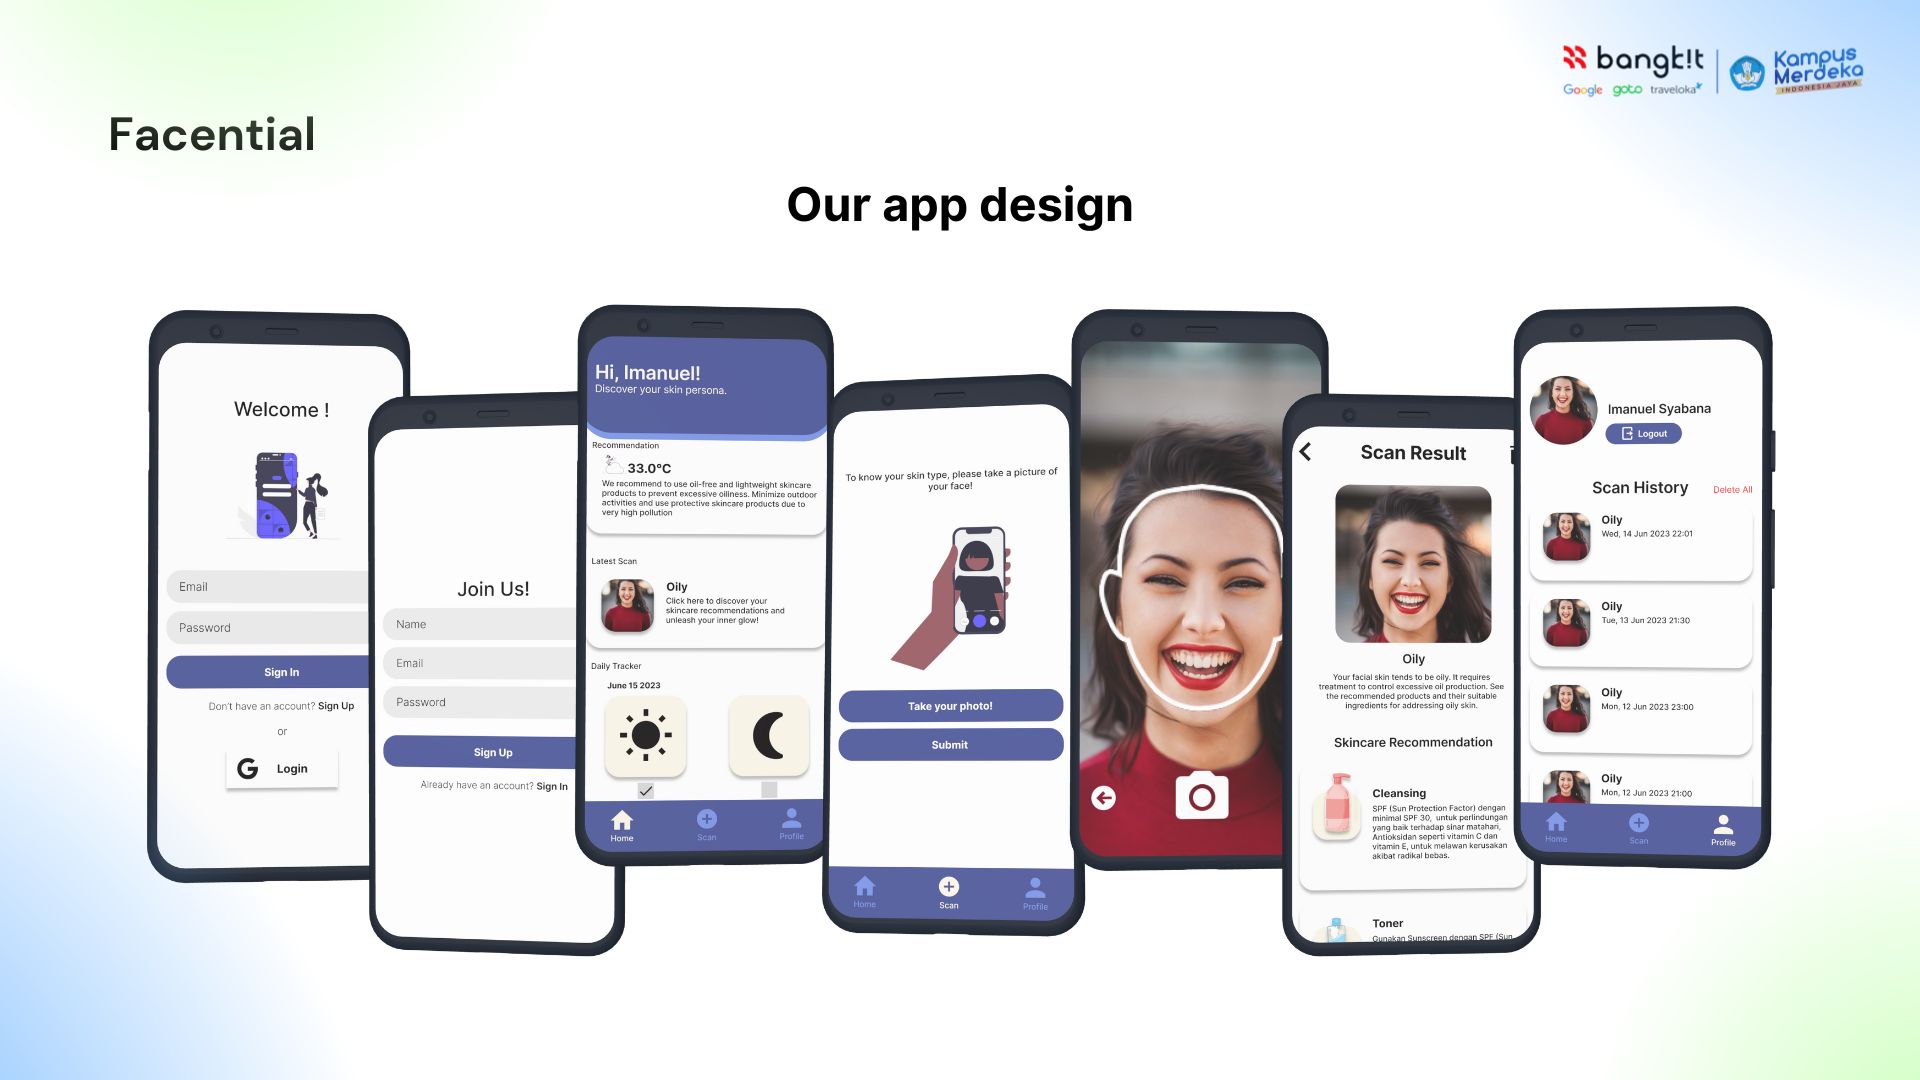 bangk!t
Google goto traveloka
Kampus
Merdeka
INDONESIA JAYA
Facential
Our app design
Welcome !
Email
Password
Sign In
Don't have an account? Sign Up
or
G Login
Join Us!
Name
Email
Password
Sign Up
Already have an account? Sign In
Hi, Imanuel!
Discover your skin persona.
Recommendation
33.0°C
We recommend to use oil-free and lightweight skincare
products to prevent excessive oiliness. Minimize outdoor
activities and use protective skincare products due to
very high pollution
Latest Scan
Oily
Click here to discover your
skincare recommendations and
unleash your inner glow!
Daily Tracker
June 15 2023
Home
Scan
Profile
To know your skin type, please take a picture of
your face!
Take your photo!
Submit
Home
Scan
Profile
Scan Result
Oily
Your facial skin tends to be oily. It requires
treatment to control excessive oil production. See
the recommended products and their suitable
ingredients for addressing oily skin.
Skincare Recommendation
Cleansing
SPF (Sun Protection Factor) dengan
minimal SPF 30, untuk perlindungan
yang baik terhadap sinar matahari,
Antioksidan seperti vitamin C dan
vitamin E, untuk melawan kerusakan
akibat radikal bebas.
Toner
Gunakan Sunscreen dengan SPF (Sun
Imanuel Syabana
Logout
Scan History
Delete All
Oily
Wed, 14 Jun 2023 22:01
Oily
Tue, 13 Jun 2023 21:30
Oily
Mon, 12 Jun 2023 23:00
Oily
Mon, 12 Jun 2023 21:00
Home
Scan
Profile